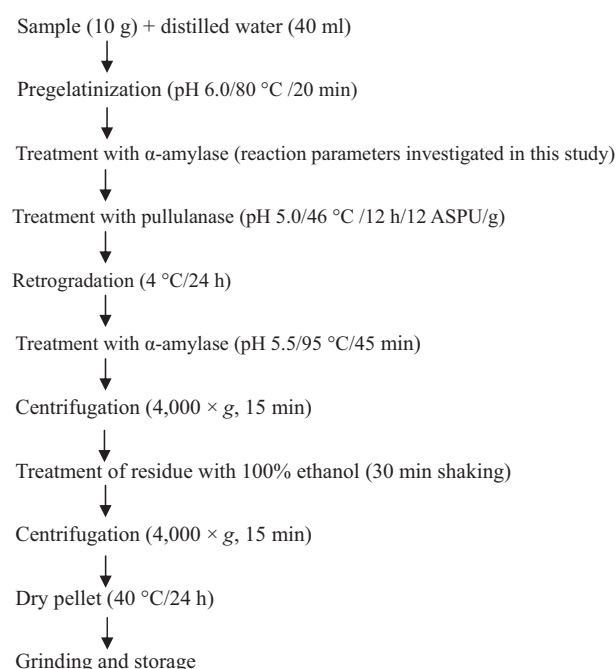 Sample (10 g) + distilled water (40 ml)
Pregelatinization (pH 6.0/80 °C /20 min)
Treatment with α-amylase (reaction parameters investigated in this study)
Treatment with pullulanase (pH 5.0/46 °C /12 h/12 ASPU/g)
Retrogradation (4 °C/24 h)
Treatment with α-amylase (pH 5.5/95 °C/45 min)
Centrifugation (4,000 × g, 15 min)
Treatment of residue with 100% ethanol (30 min shaking)
Centrifugation (4,000 × g, 15 min)
Dry pellet (40 °C/24 h)
Grinding and storage